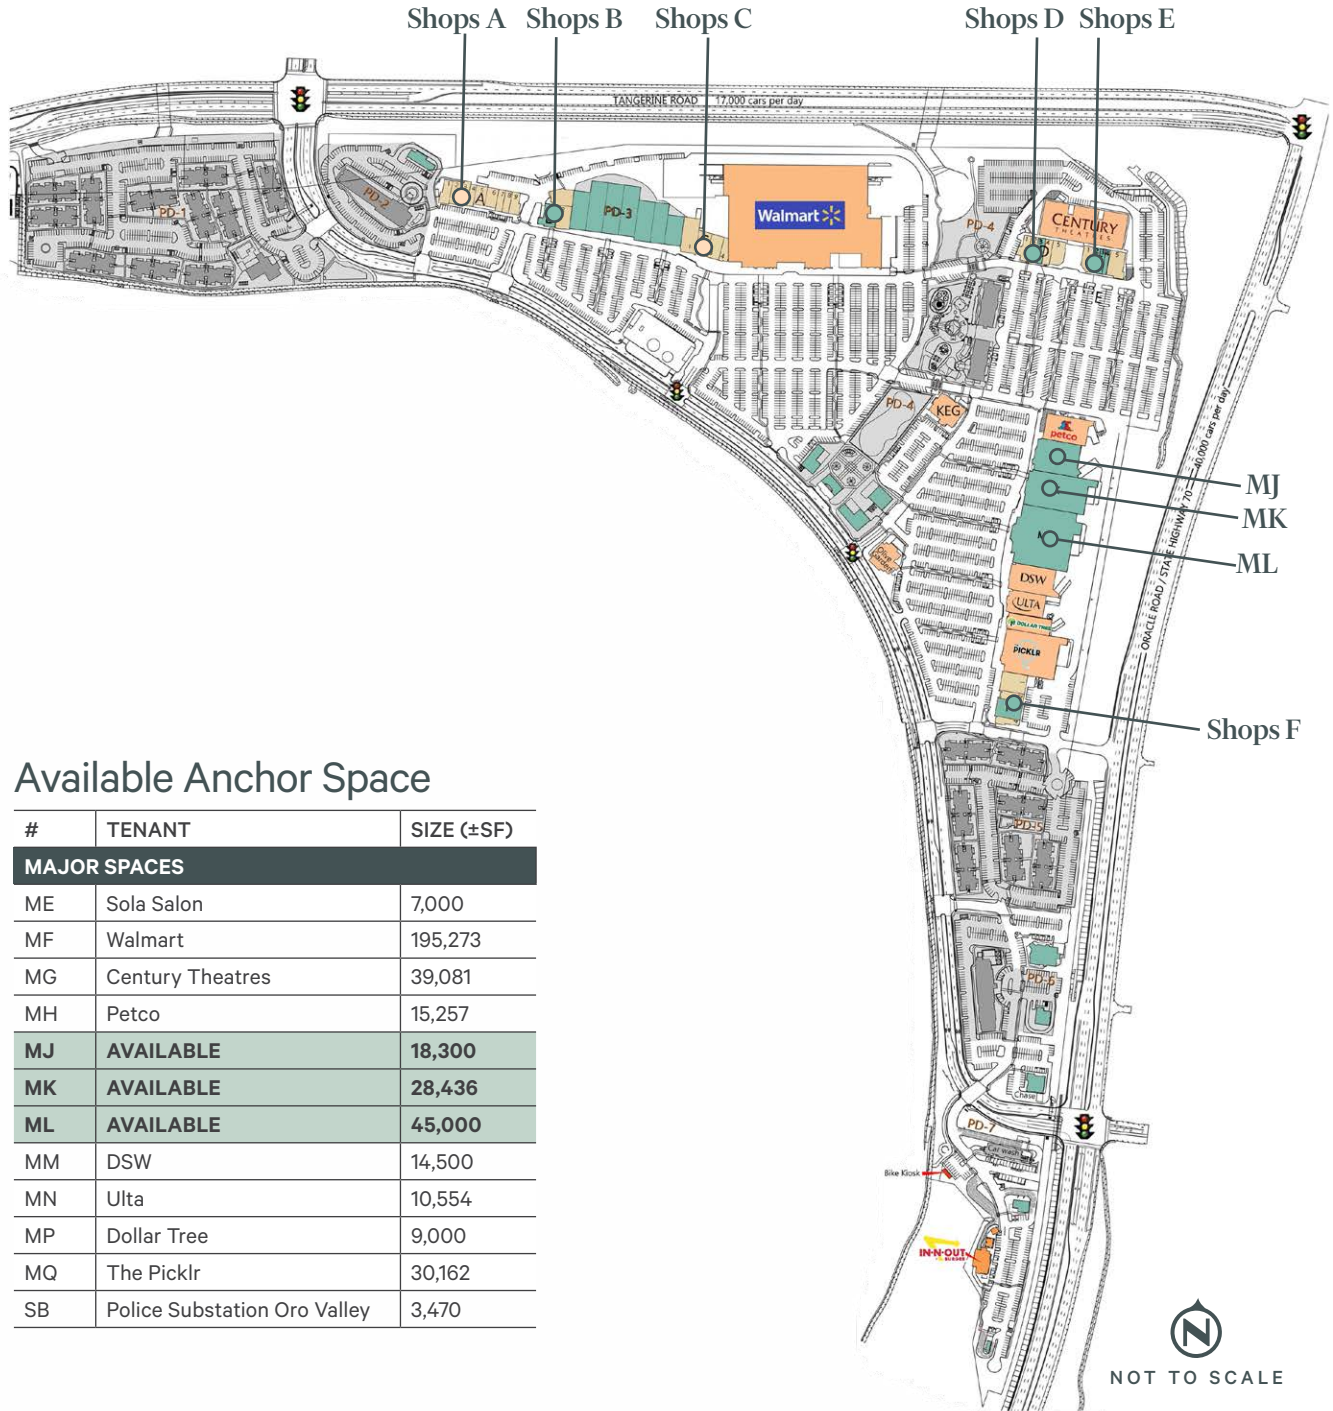 Shops A Shops B Shops C Shops D Shops E
TANGERINE ROAD 17,000 cars per day
PD-1
PD-2
A
PD-3
Walmart
PD-4
CENTURY
THEATRES
D
E
PD-4
KEG
petco
MJ
MK
ML
ORACLE ROAD / STATE HIGHWAY 70 40,000 cars per day
Olive
Garden
DSW
ULTA
DOLLAR TREE
PICKLR
Shops F
PD-5
PD-6
Chase
PD-7
Car wash
Bike Kiosk
IN-N-OUT
BURGER
Available Anchor Space
# TENANT SIZE (±SF)
MAJOR SPACES
ME Sola Salon 7,000
MF Walmart 195,273
MG Century Theatres 39,081
MH Petco 15,257
MJ AVAILABLE 18,300
MK AVAILABLE 28,436
ML AVAILABLE 45,000
MM DSW 14,500
MN Ulta 10,554
MP Dollar Tree 9,000
MQ The Picklr 30,162
SB Police Substation Oro Valley 3,470
N
NOT TO SCALE